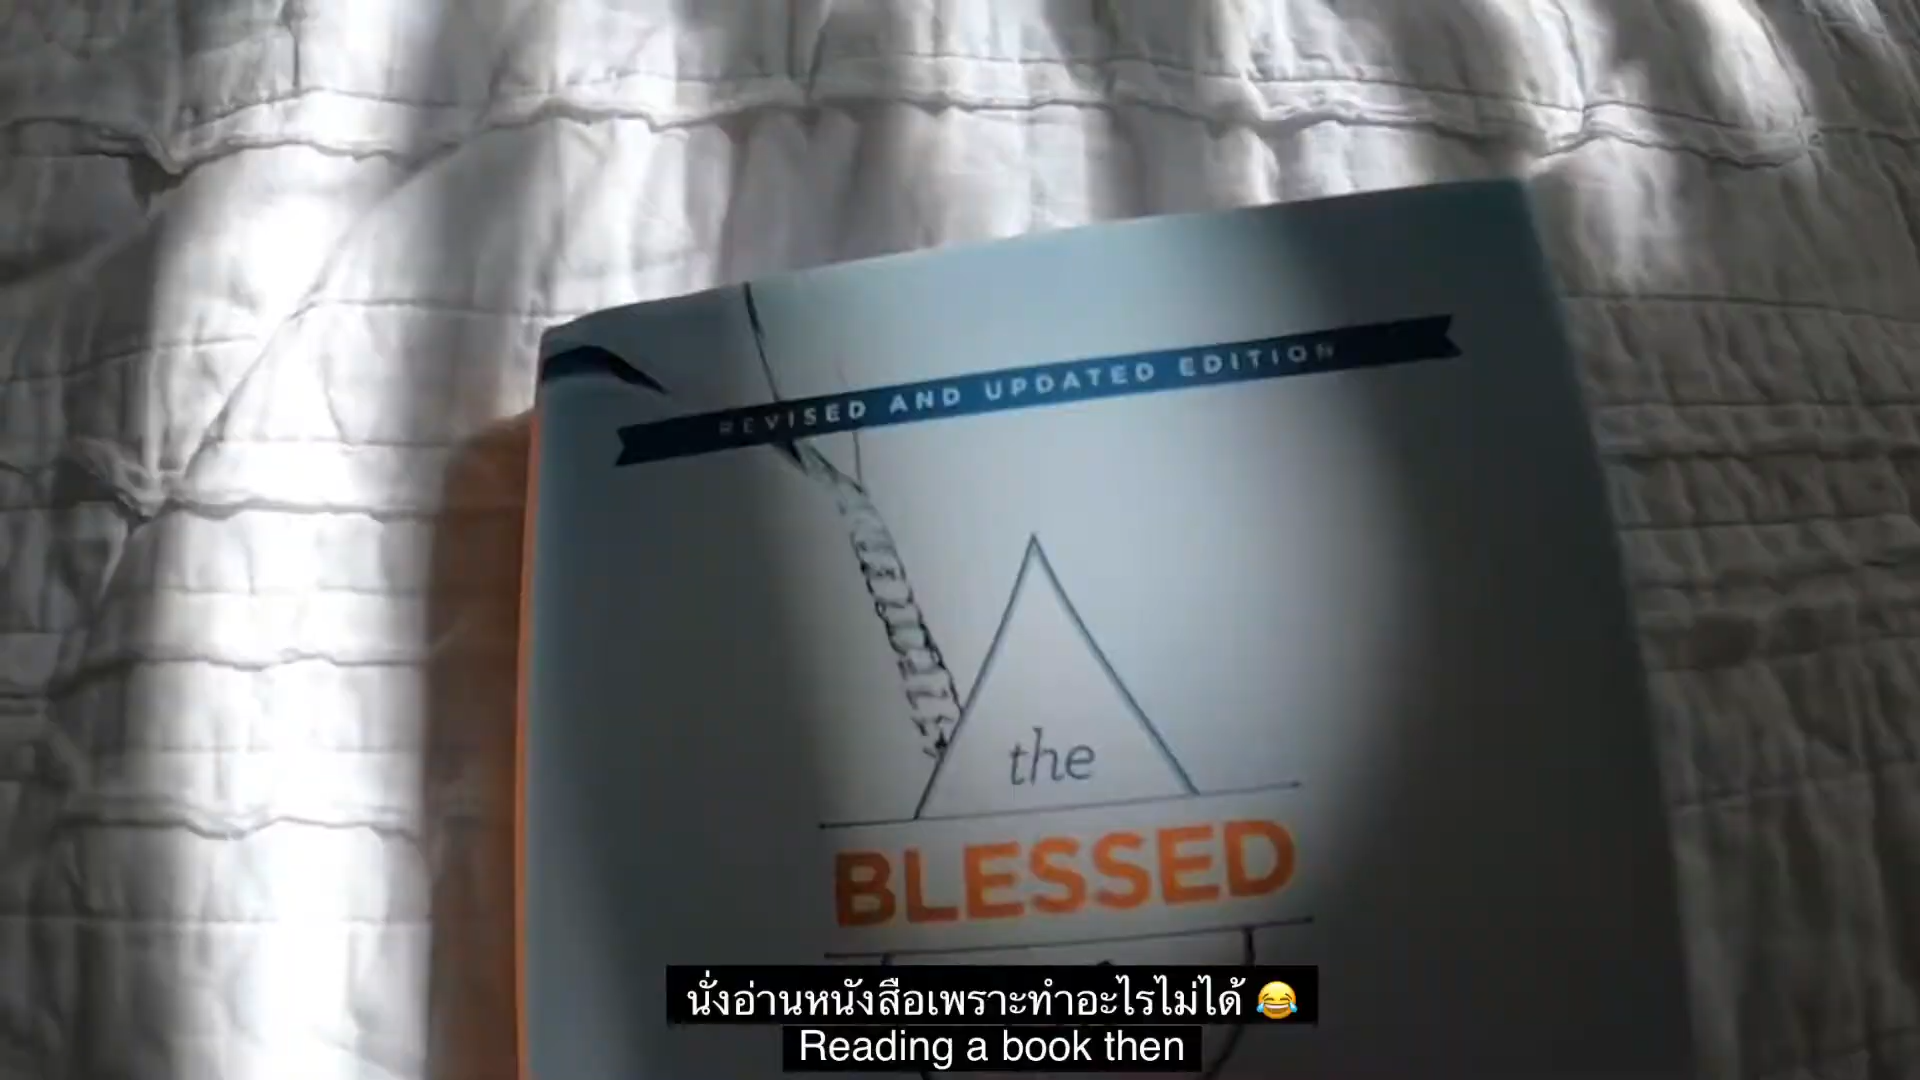 REVISED AND UPDATED EDITION
the
BLESSED
นั่งอ่านหนังสือเพราะทำอะไรไม่ได้ 😂
Reading a book then